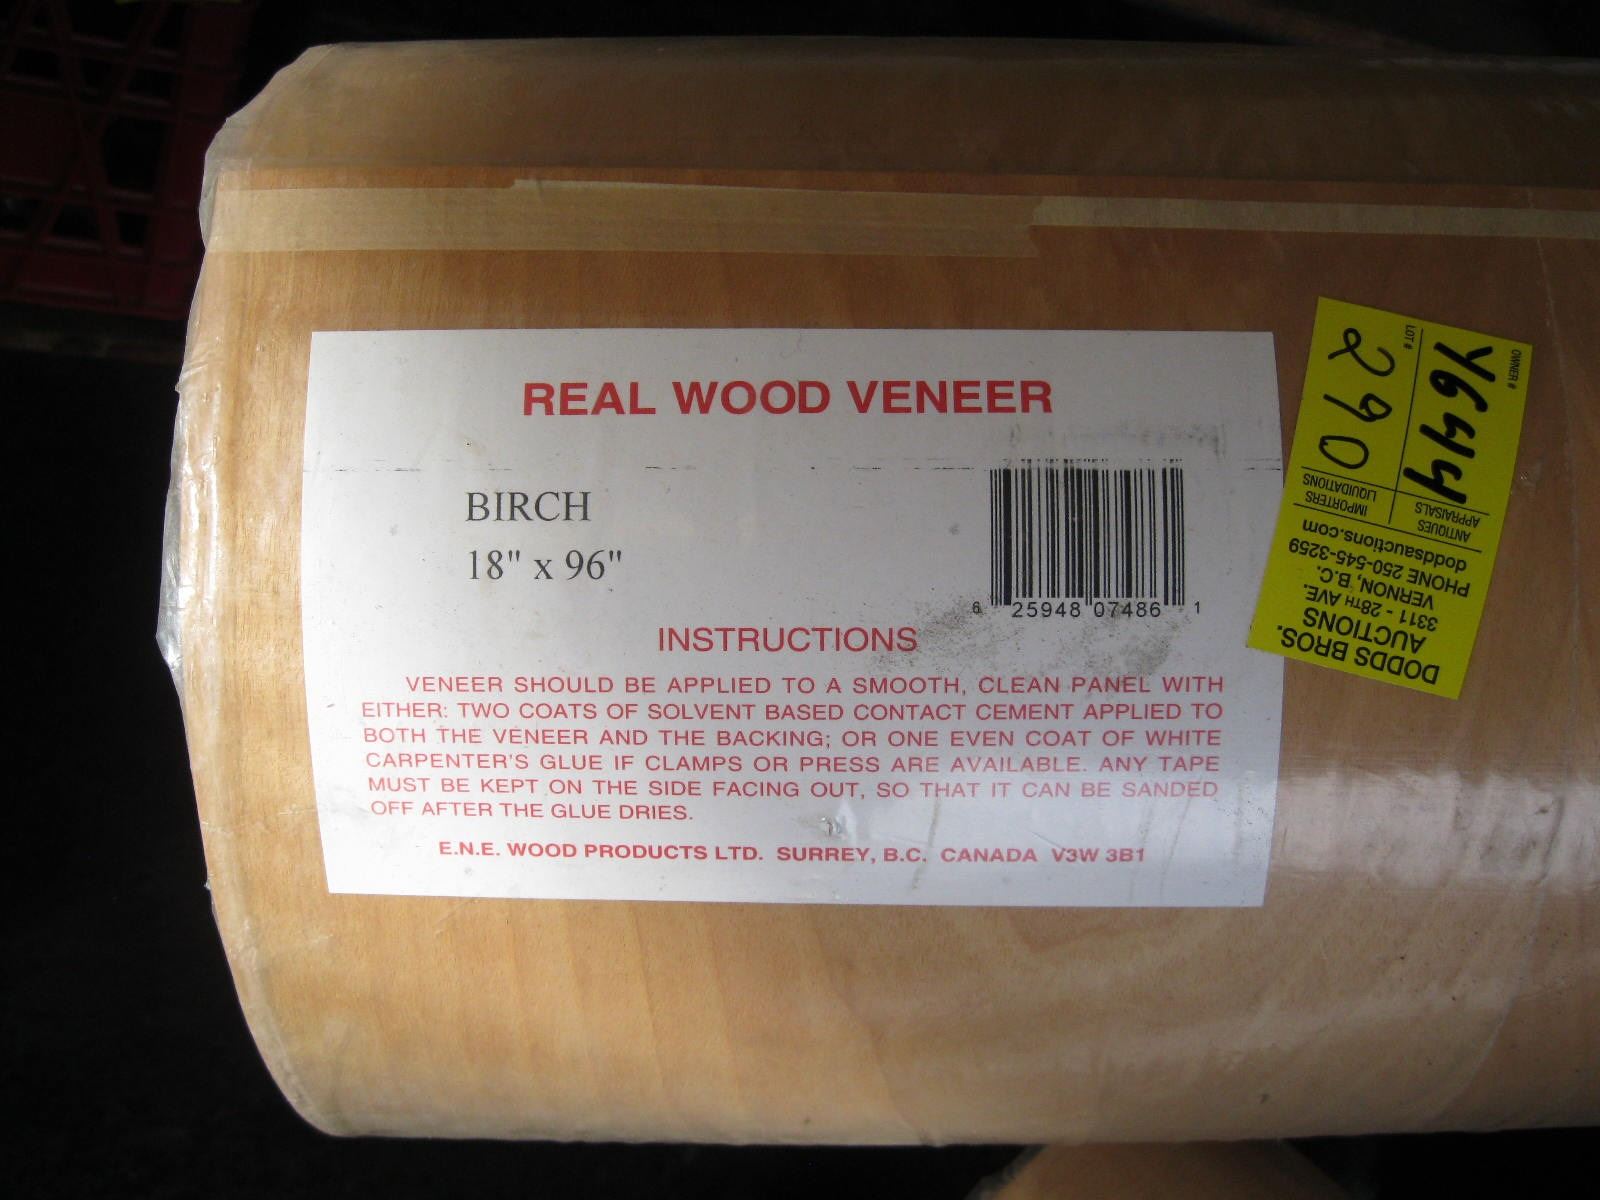 REAL WOOD VENEER
BIRCH
18" x 96"
6 25948 07486 1
INSTRUCTIONS
VENEER SHOULD BE APPLIED TO A SMOOTH, CLEAN PANEL WITH
EITHER: TWO COATS OF SOLVENT BASED CONTACT CEMENT APPLIED TO
BOTH THE VENEER AND THE BACKING; OR ONE EVEN COAT OF WHITE
CARPENTER'S GLUE IF CLAMPS OR PRESS ARE AVAILABLE. ANY TAPE
MUST BE KEPT ON THE SIDE FACING OUT, SO THAT IT CAN BE SANDED
OFF AFTER THE GLUE DRIES.
E.N.E. WOOD PRODUCTS LTD. SURREY, B.C. CANADA V3W 3B1
DODDS BROS.
AUCTIONS
3311 - 28TH AVE.
VERNON, B.C.
PHONE 250-545-3259
doddsauctions.com
ANTIQUES
APPRAISALS
IMPORTERS
LIQUIDATIONS
OWNER #
LOT #
290